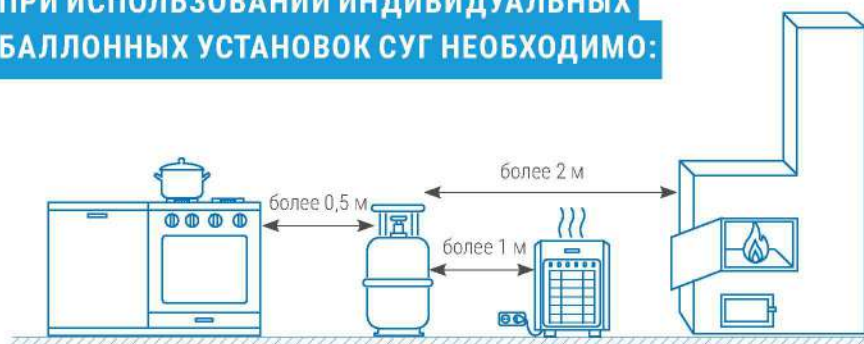 ПРИ ИСПОЛЬЗОВАНИИ ИНДИВИДУАЛЬНЫХ
БАЛЛОННЫХ УСТАНОВОК СУГ НЕОБХОДИМО:
более 2 м
более 0,5 м
более 1 м